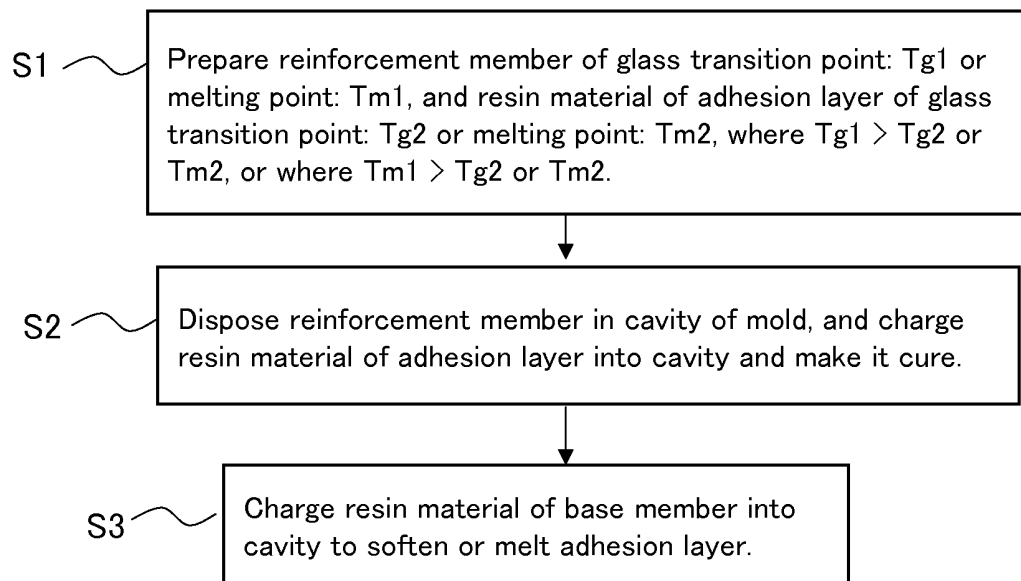 S1
Prepare reinforcement member of glass transition point: Tg1 or
melting point: Tm1, and resin material of adhesion layer of glass
transition point: Tg2 or melting point: Tm2, where Tg1 > Tg2 or
Tm2, or where Tm1 > Tg2 or Tm2.
S2
Dispose reinforcement member in cavity of mold, and charge
resin material of adhesion layer into cavity and make it cure.
S3
Charge resin material of base member into
cavity to soften or melt adhesion layer.